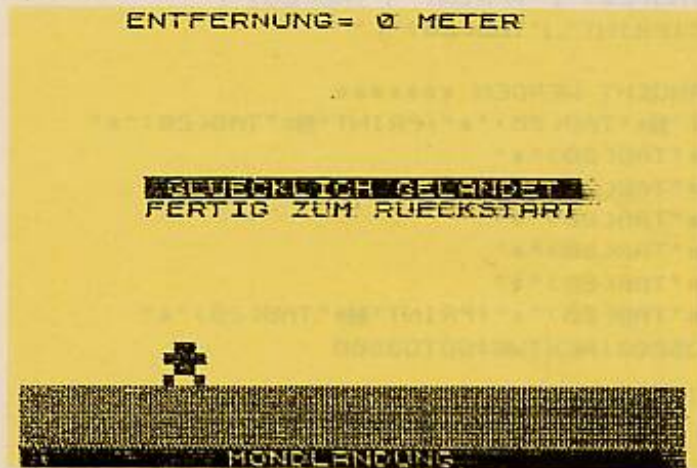 ENTFERNUNG= 0 METER
GLUECKLICH GELANDET
FERTIG ZUM RUECKSTART
MONDLANDUNG